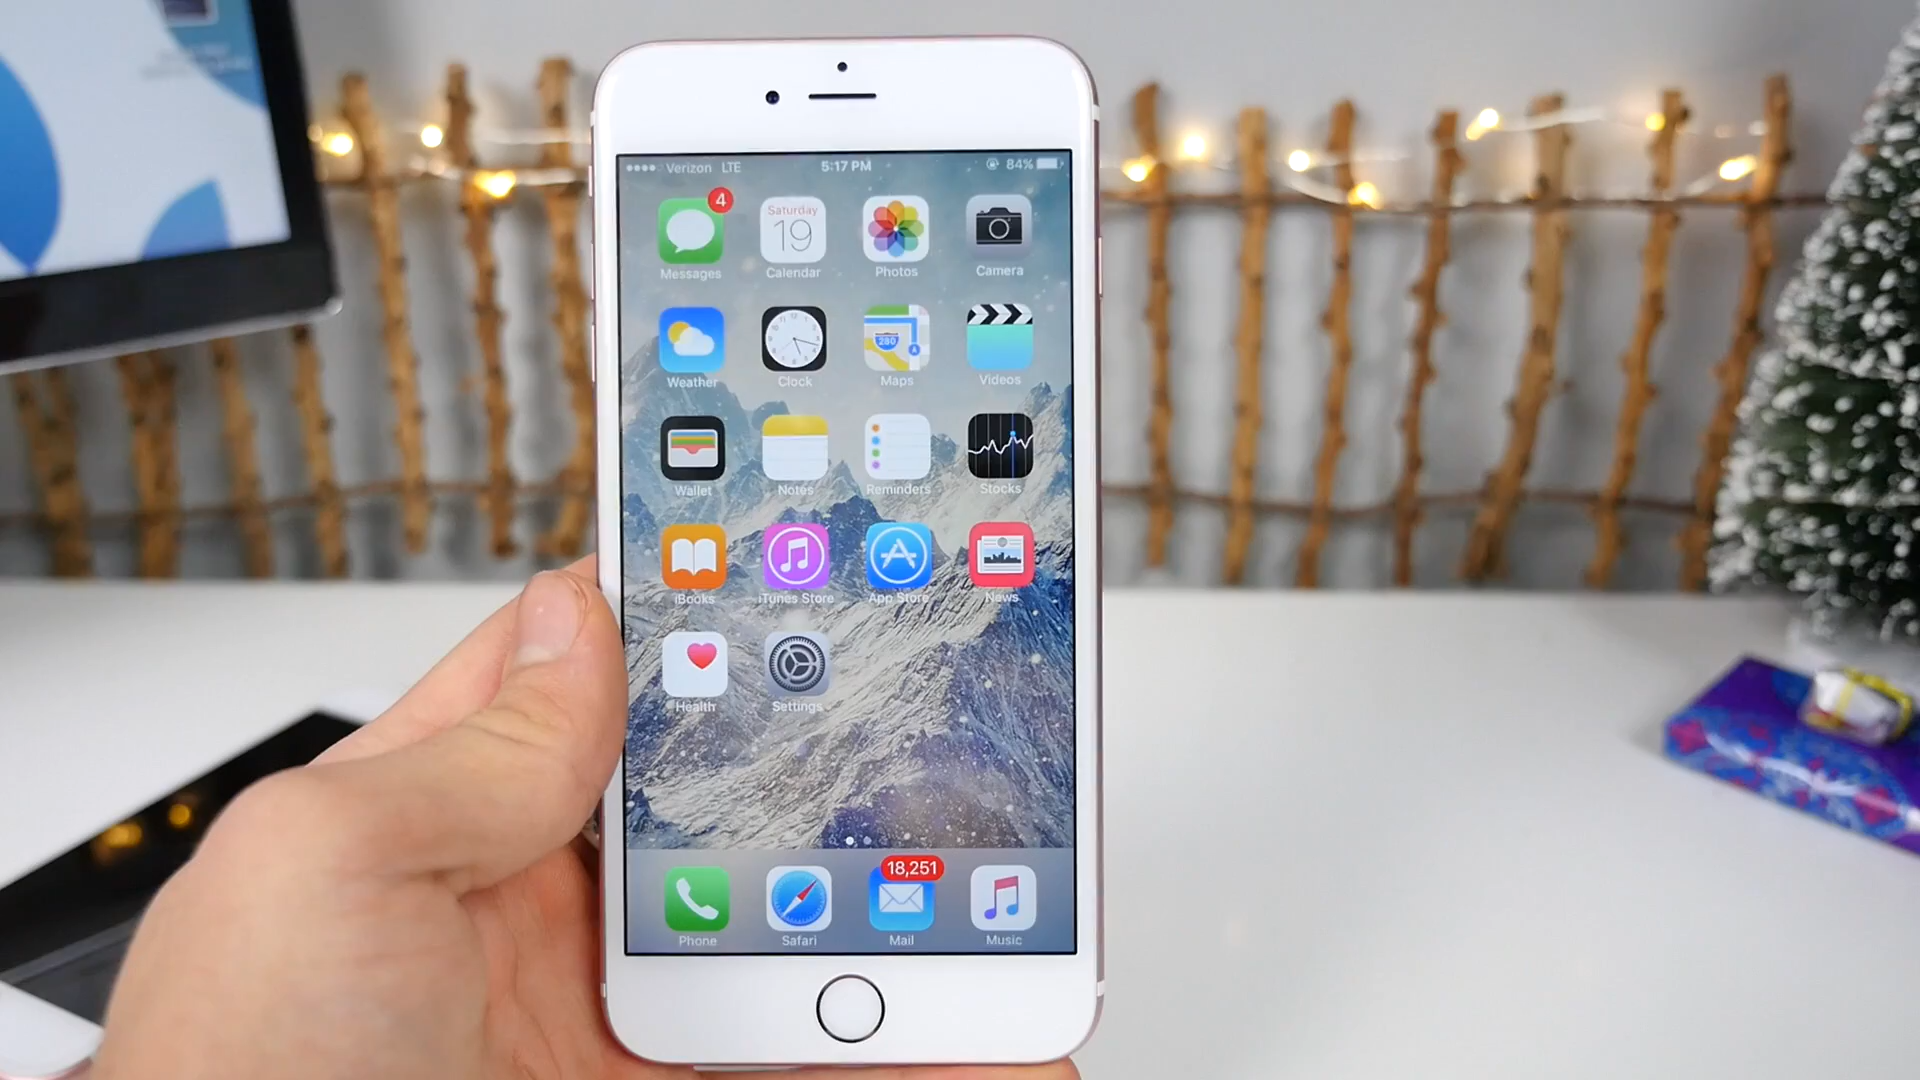 Verizon LTE 5:17 PM 84%
4
Saturday
19
Messages Calendar Photos Camera
280
Weather Clock Maps Videos
Wallet Notes Reminders Stocks
iBooks iTunes Store App Store News
Health Settings
18,251
Phone Safari Mail Music